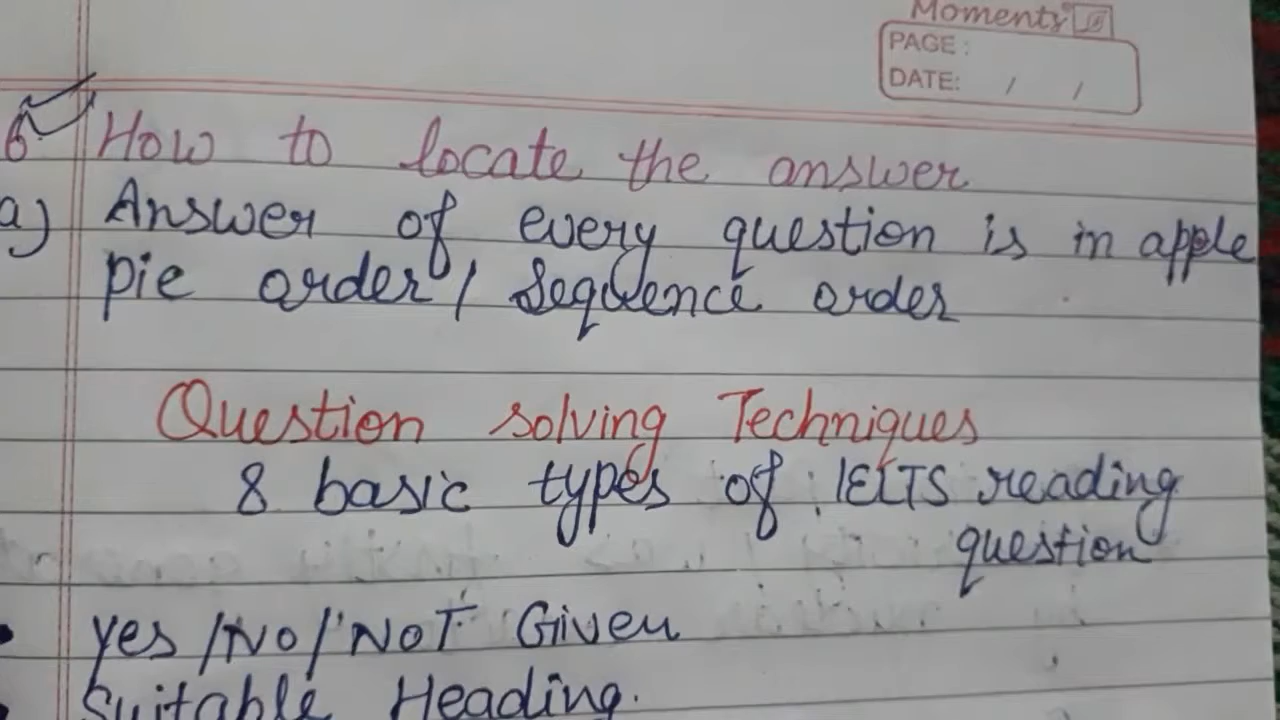 Moments
PAGE :
DATE: / /
6 How to locate the answer
a) Answer of every question is in apple
pie order / Sequence order
Question solving Techniques
8 basic types of IELTS reading
question
• yes / NO / NOT Given
• Suitable Heading.